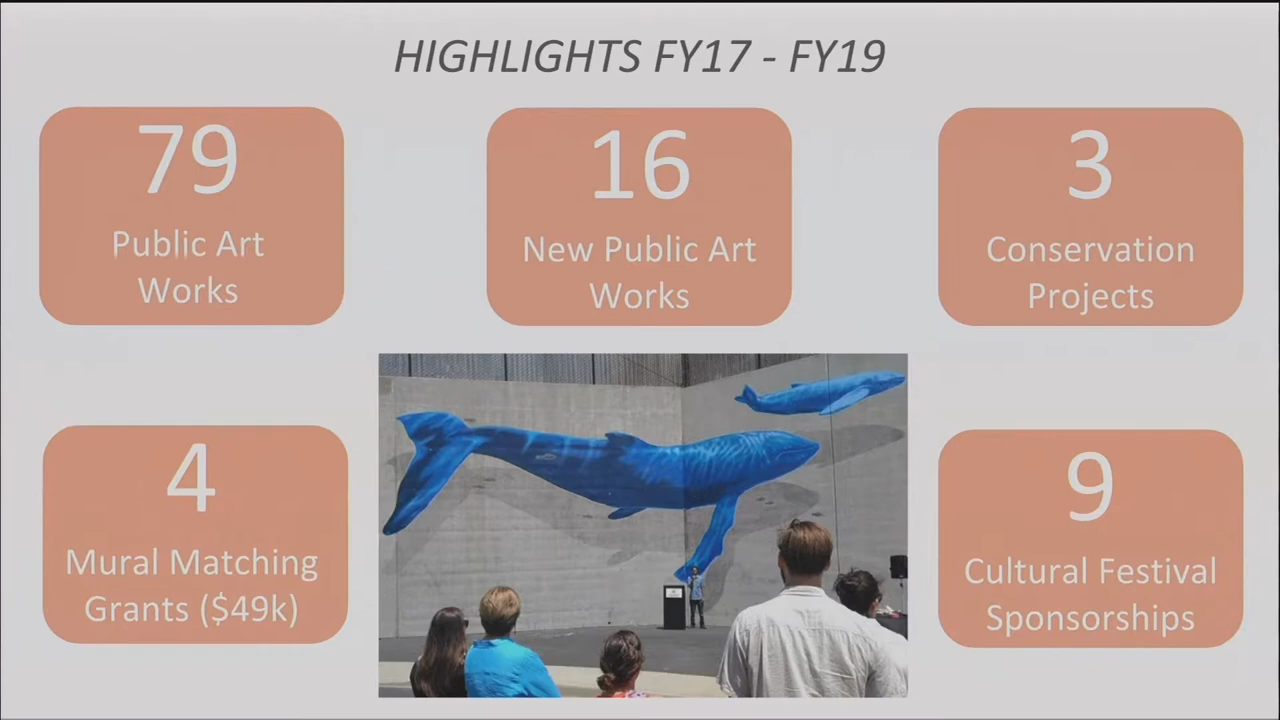 HIGHLIGHTS FY17 - FY19
79
Public Art
Works
16
New Public Art
Works
3
Conservation
Projects
4
Mural Matching
Grants ($49k)
9
Cultural Festival
Sponsorships